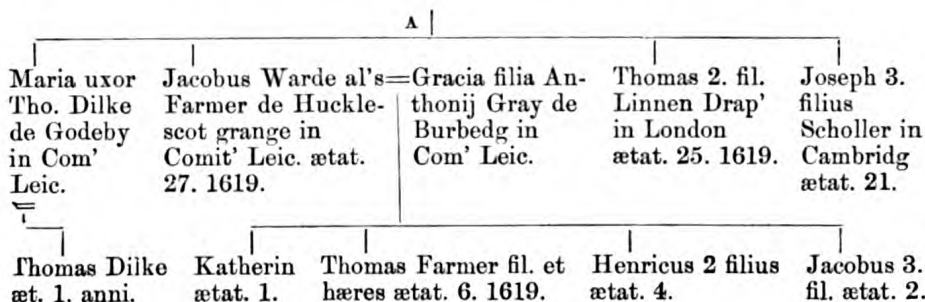 A
Maria uxor
Tho. Dilke
de Godeby
in Com'
Leic.
Jacobus Warde al's=Gracia filia An-
Farmer de Huckle-
scot grange in
Comit' Leic. ætat.
27. 1619.
thonij Gray de
Burbedg in
Com' Leic.
Thomas 2. fil.
Linnen Drap'
in London
ætat. 25. 1619.
Joseph 3.
filius
Scholler in
Cambridg
ætat. 21.
Thomas Dilke
æt. 1. anni.
Katherin
ætat. 1.
Thomas Farmer fil. et
hæres ætat. 6. 1619.
Henricus 2 filius
ætat. 4.
Jacobus 3.
fil. ætat. 2.